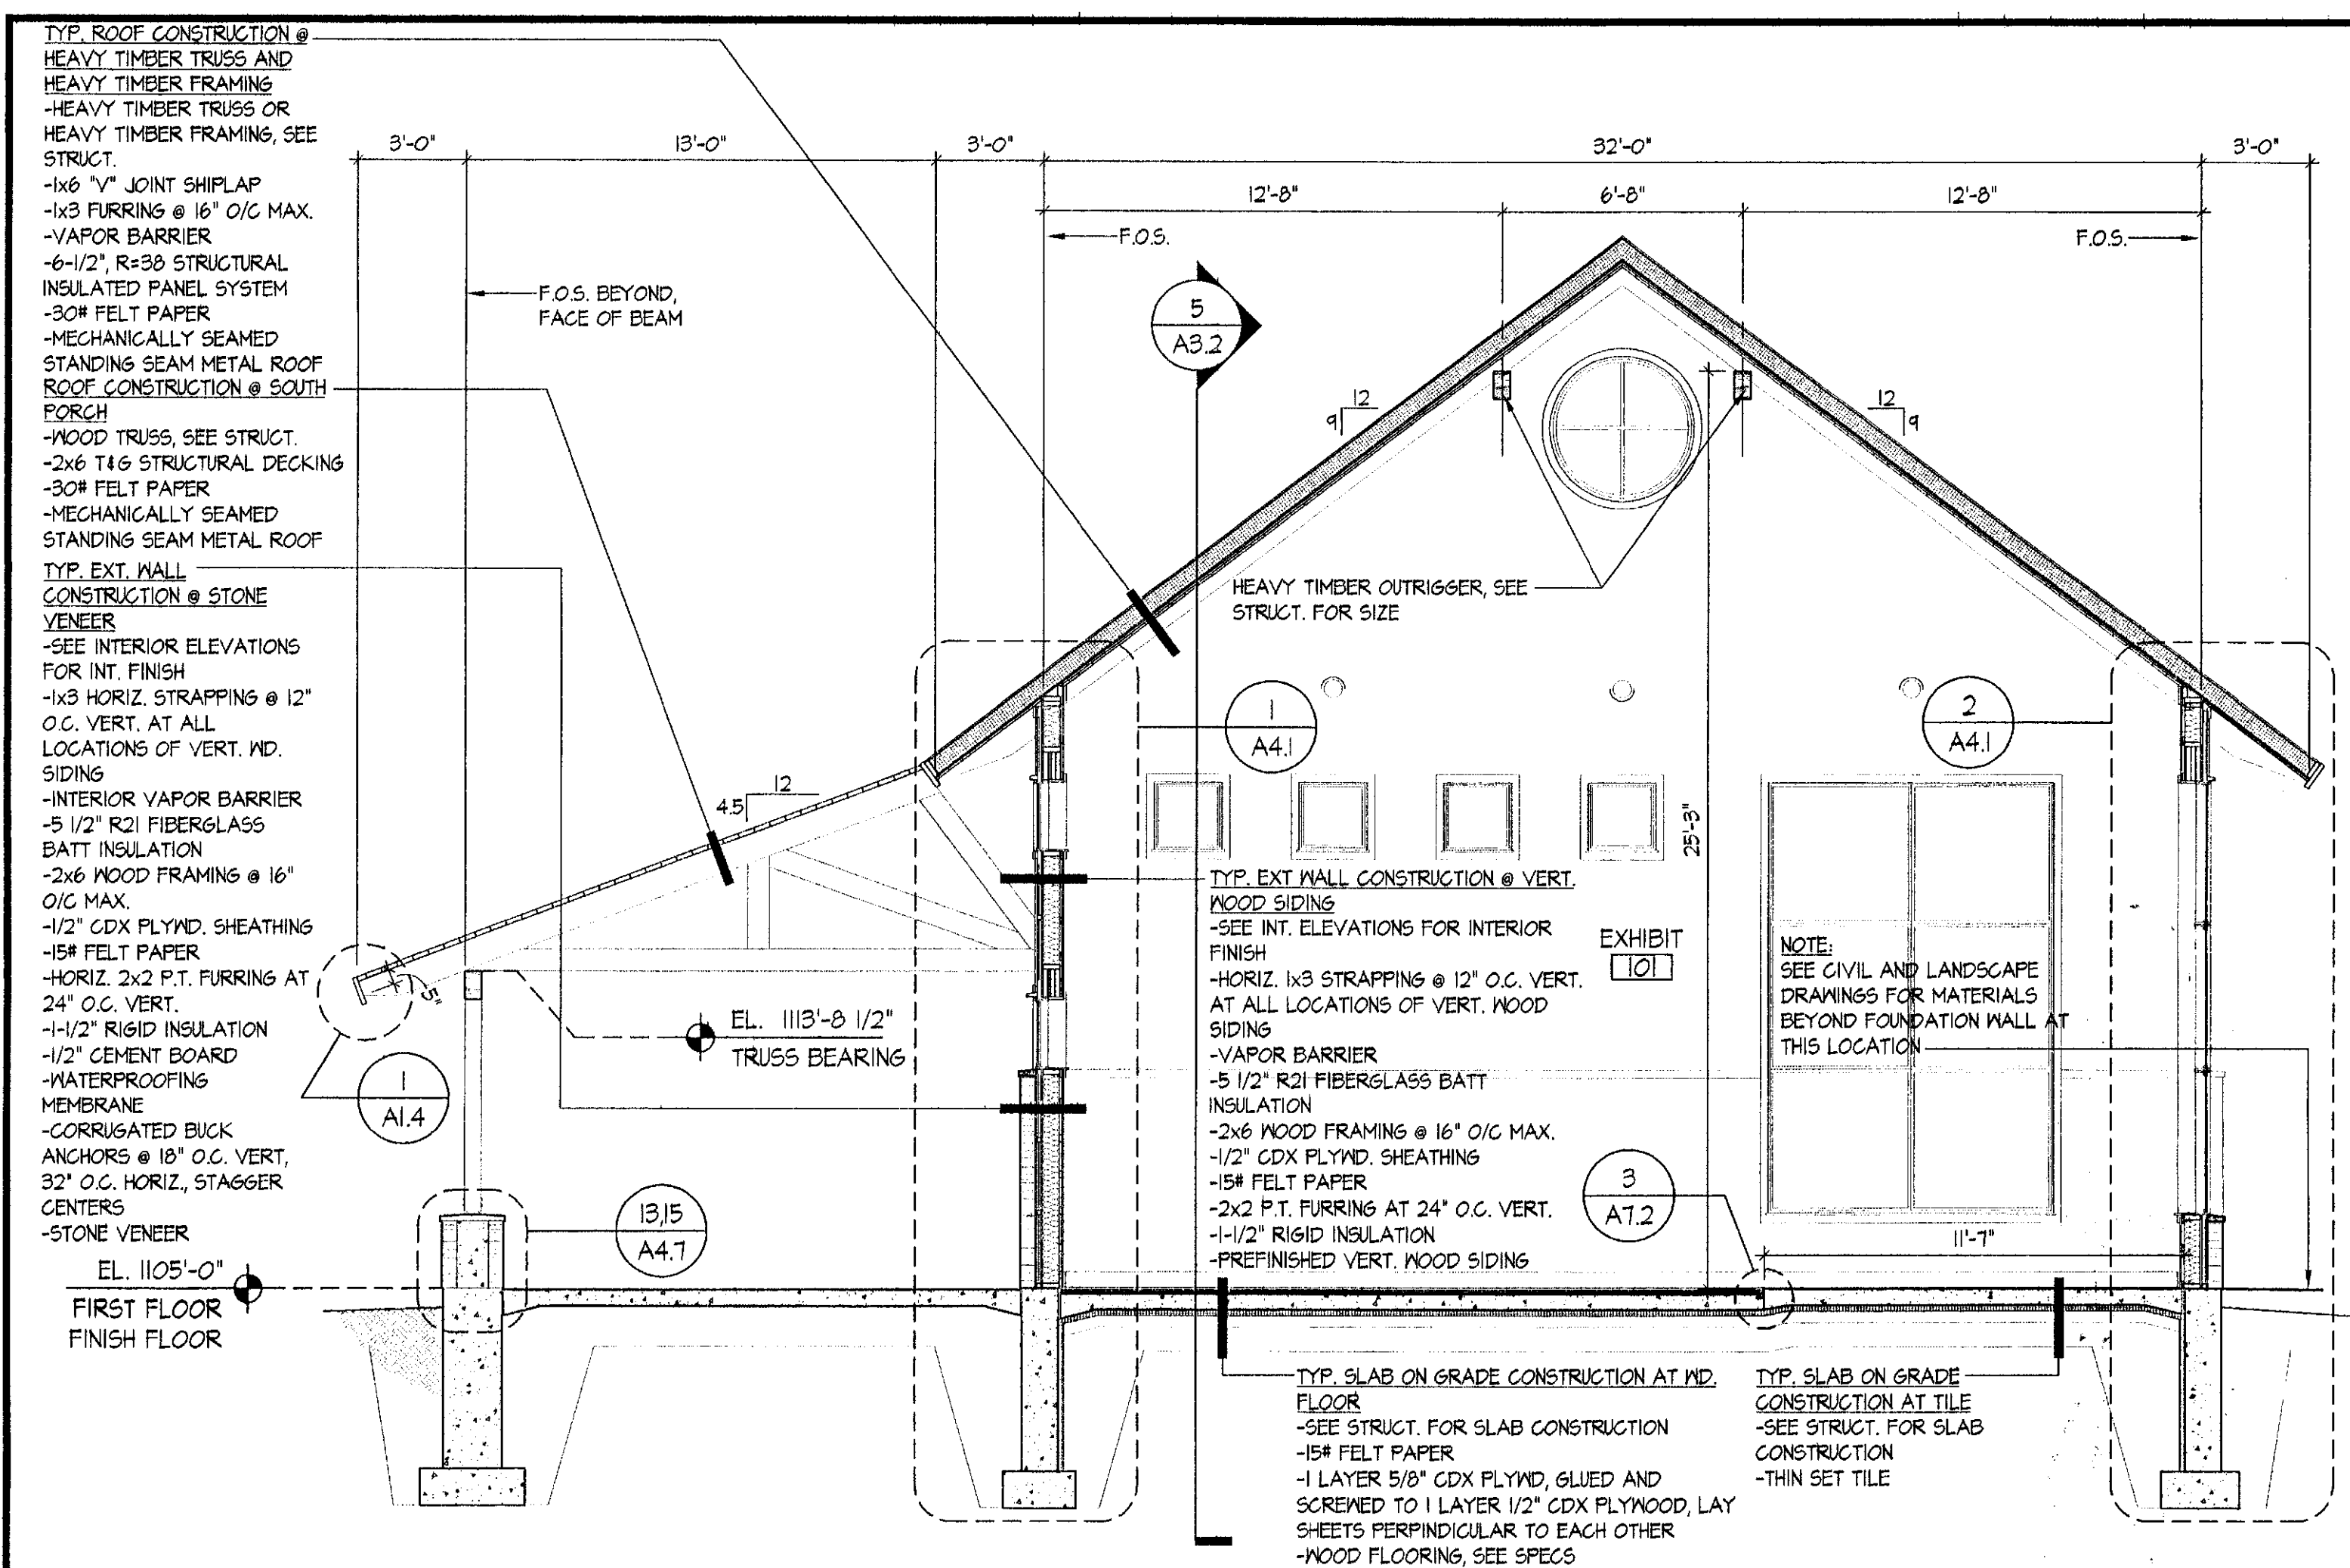 TYP. ROOF CONSTRUCTION @
HEAVY TIMBER TRUSS AND
HEAVY TIMBER FRAMING
-HEAVY TIMBER TRUSS OR
HEAVY TIMBER FRAMING, SEE
STRUCT.
-1x6 "V" JOINT SHIPLAP
-1x3 FURRING @ 16" O/C MAX.
-VAPOR BARRIER
-6-1/2", R=38 STRUCTURAL
INSULATED PANEL SYSTEM
-30# FELT PAPER
-MECHANICALLY SEAMED
STANDING SEAM METAL ROOF
ROOF CONSTRUCTION @ SOUTH
PORCH
-WOOD TRUSS, SEE STRUCT.
-2x6 T&G STRUCTURAL DECKING
-30# FELT PAPER
-MECHANICALLY SEAMED
STANDING SEAM METAL ROOF
TYP. EXT. WALL
CONSTRUCTION @ STONE
VENEER
-SEE INTERIOR ELEVATIONS
FOR INT. FINISH
-1x3 HORIZ. STRAPPING @ 12"
O.C. VERT. AT ALL
LOCATIONS OF VERT. WD.
SIDING
-INTERIOR VAPOR BARRIER
-5 1/2" R21 FIBERGLASS
BATT INSULATION
-2x6 WOOD FRAMING @ 16"
O/C MAX.
-1/2" CDX PLYWD. SHEATHING
-15# FELT PAPER
-HORIZ. 2x2 P.T. FURRING AT
24" O.C. VERT.
-1-1/2" RIGID INSULATION
-1/2" CEMENT BOARD
-WATERPROOFING
MEMBRANE
-CORRUGATED BUCK
ANCHORS @ 18" O.C. VERT,
32" O.C. HORIZ., STAGGER
CENTERS
-STONE VENEER
EL. 1105'-0"
FIRST FLOOR
FINISH FLOOR
3'-0"
13'-0"
3'-0"
32'-0"
3'-0"
12'-8"
6'-8"
12'-8"
F.O.S.
F.O.S.
F.O.S. BEYOND,
FACE OF BEAM
5
A3.2
12
9
12
9
HEAVY TIMBER OUTRIGGER, SEE
STRUCT. FOR SIZE
1
A4.1
2
A4.1
12
4.5
25'-3"
5"
EL. 1113'-8 1/2"
TRUSS BEARING
1
A1.4
13,15
A4.7
TYP. EXT WALL CONSTRUCTION @ VERT.
WOOD SIDING
-SEE INT. ELEVATIONS FOR INTERIOR
FINISH
-HORIZ. 1x3 STRAPPING @ 12" O.C. VERT.
AT ALL LOCATIONS OF VERT. WOOD
SIDING
-VAPOR BARRIER
-5 1/2" R21 FIBERGLASS BATT
INSULATION
-2x6 WOOD FRAMING @ 16" O/C MAX.
-1/2" CDX PLYWD. SHEATHING
-15# FELT PAPER
-2x2 P.T. FURRING AT 24" O.C. VERT.
-1-1/2" RIGID INSULATION
-PREFINISHED VERT. WOOD SIDING
EXHIBIT
101
NOTE:
SEE CIVIL AND LANDSCAPE
DRAWINGS FOR MATERIALS
BEYOND FOUNDATION WALL AT
THIS LOCATION
3
A7.2
11'-7"
TYP. SLAB ON GRADE CONSTRUCTION AT WD.
FLOOR
-SEE STRUCT. FOR SLAB CONSTRUCTION
-15# FELT PAPER
-1 LAYER 5/8" CDX PLYWD, GLUED AND
SCREWED TO 1 LAYER 1/2" CDX PLYWOOD, LAY
SHEETS PERPINDICULAR TO EACH OTHER
-WOOD FLOORING, SEE SPECS
TYP. SLAB ON GRADE
CONSTRUCTION AT TILE
-SEE STRUCT. FOR SLAB
CONSTRUCTION
-THIN SET TILE